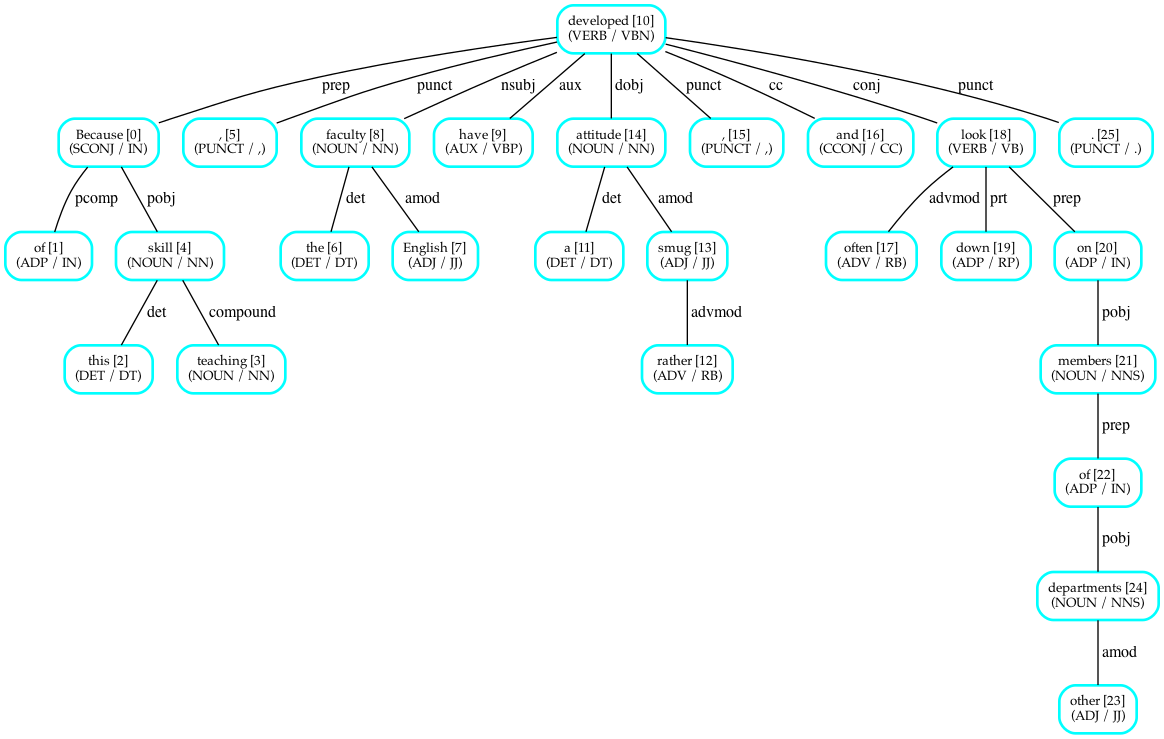 developed [10]
(VERB / VBN)
prep
punct
nsubj
aux
dobj
punct
cc
conj
punct
Because [0]
(SCONJ / IN)
, [5]
(PUNCT / ,)
faculty [8]
(NOUN / NN)
have [9]
(AUX / VBP)
attitude [14]
(NOUN / NN)
, [15]
(PUNCT / ,)
and [16]
(CCONJ / CC)
look [18]
(VERB / VB)
. [25]
(PUNCT / .)
pcomp
pobj
det
amod
det
amod
advmod
prt
prep
of [1]
(ADP / IN)
skill [4]
(NOUN / NN)
the [6]
(DET / DT)
English [7]
(ADJ / JJ)
a [11]
(DET / DT)
smug [13]
(ADJ / JJ)
often [17]
(ADV / RB)
down [19]
(ADP / RP)
on [20]
(ADP / IN)
det
compound
advmod
pobj
this [2]
(DET / DT)
teaching [3]
(NOUN / NN)
rather [12]
(ADV / RB)
members [21]
(NOUN / NNS)
prep
of [22]
(ADP / IN)
pobj
departments [24]
(NOUN / NNS)
amod
other [23]
(ADJ / JJ)